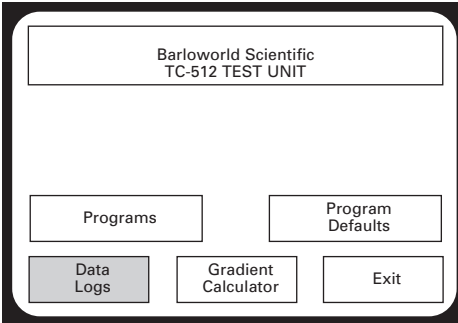 Barloworld Scientific
TC-512 TEST UNIT
Programs
Program
Defaults
Data
Logs
Gradient
Calculator
Exit